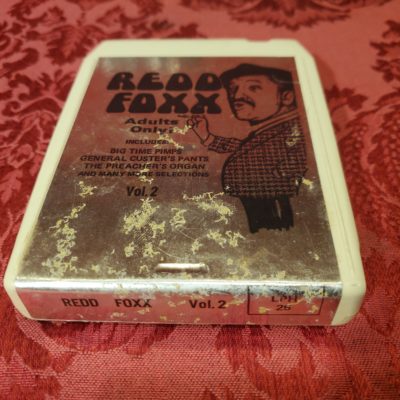 REDD
FOXX
Adults
Only:
INCLUDES:
BIG TIME PIMPS
GENERAL CUSTER'S PANTS
THE PREACHER'S ORGAN
AND MANY MORE SELECTIONS
Vol. 2
REDD FOXX Vol. 2
25